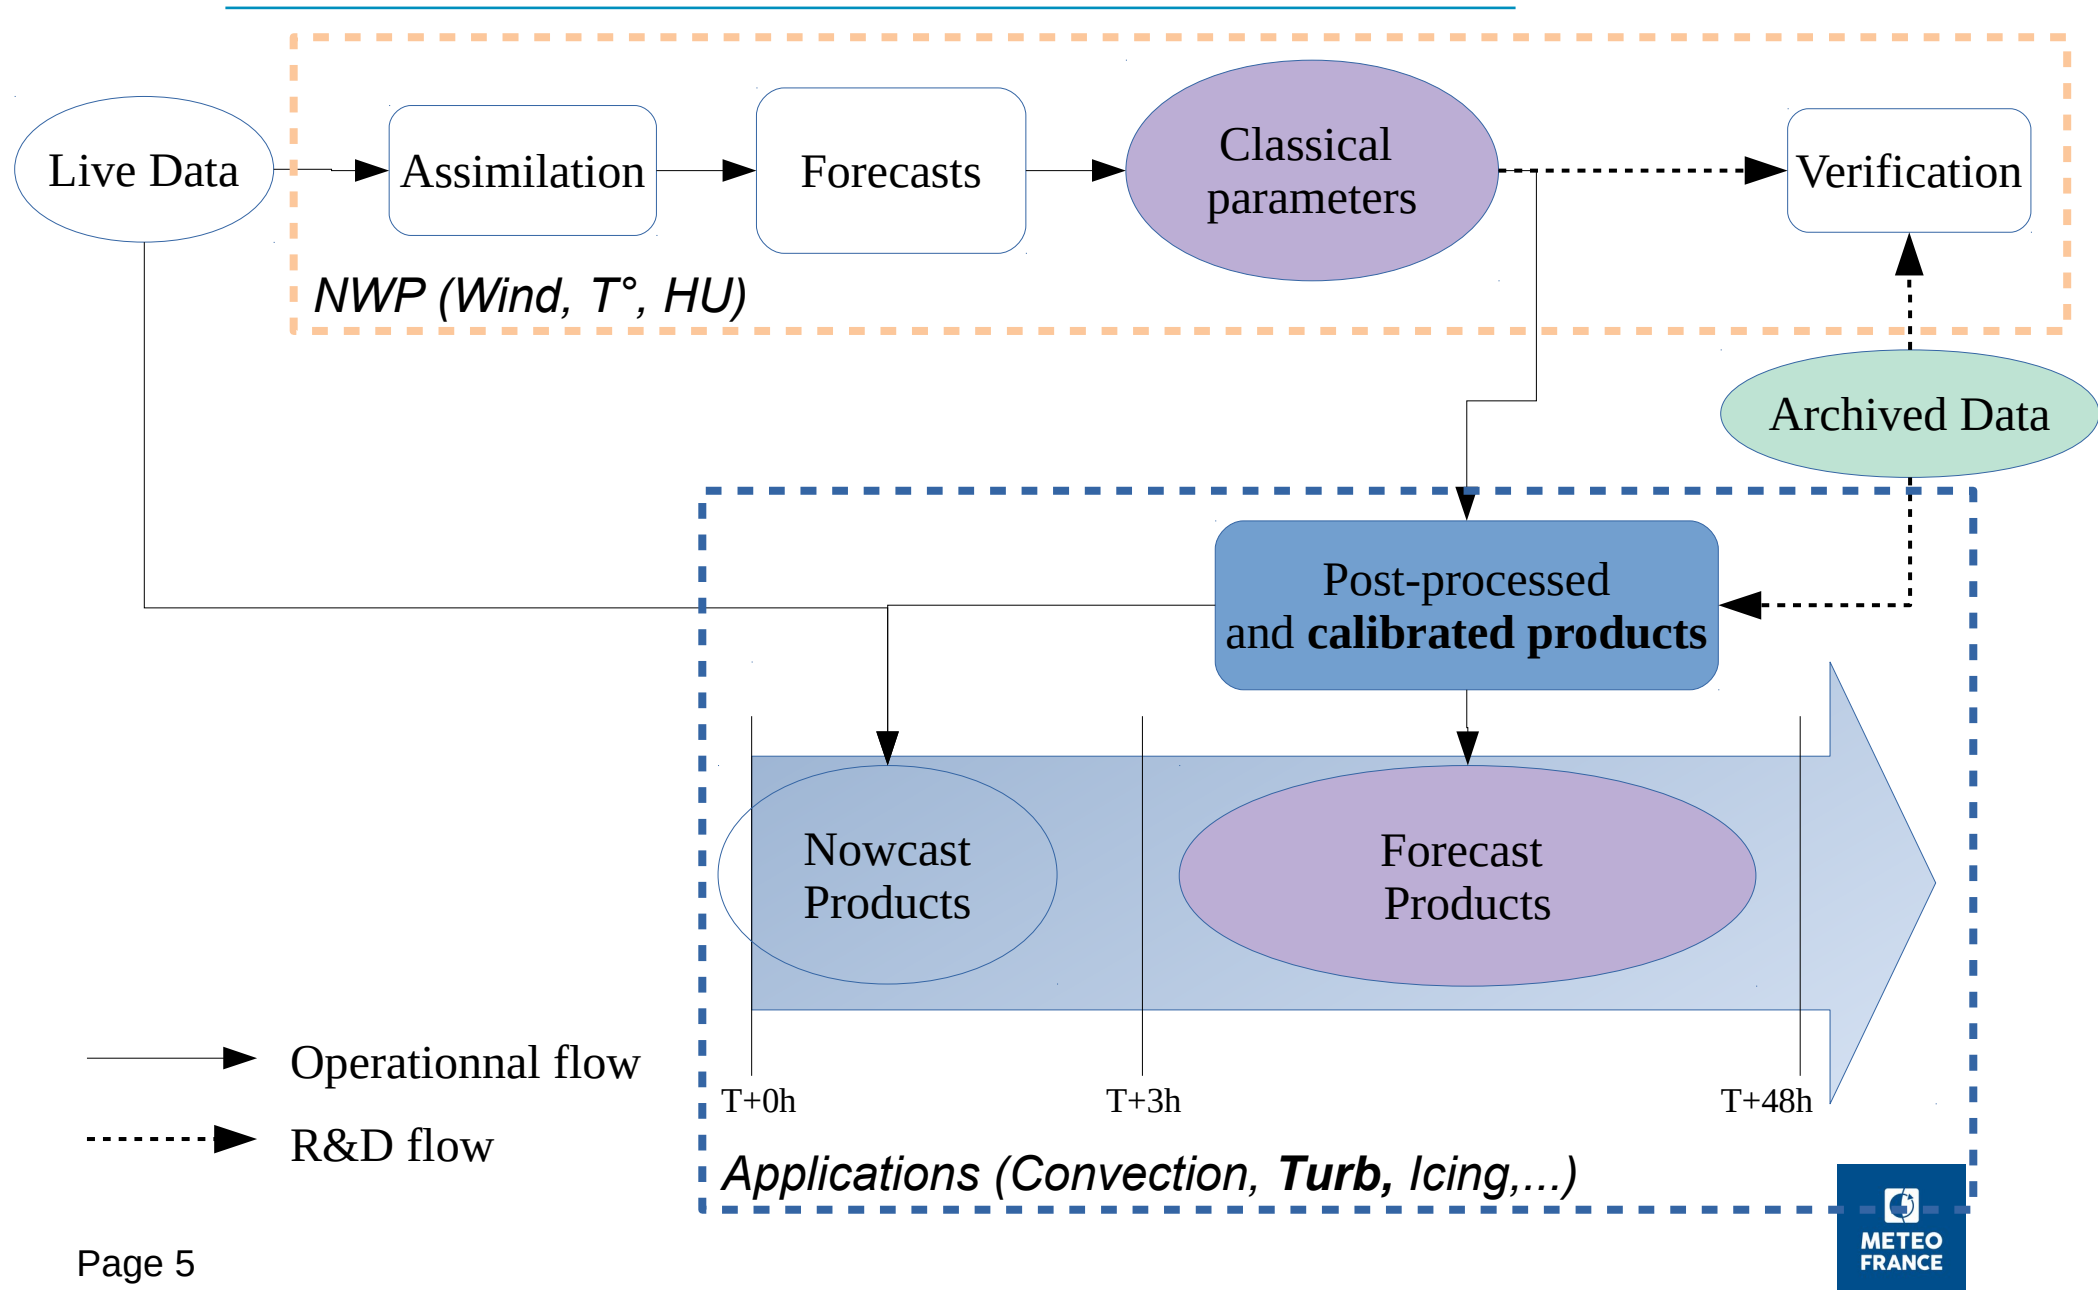 Live Data
Assimilation
Forecasts
Classical
parameters
Verification
NWP (Wind, T°, HU)
Archived Data
Post-processed
and calibrated products
Nowcast
Products
Forecast
Products
Operationnal flow
R&D flow
T+0h
T+3h
T+48h
Applications (Convection, Turb, Icing,...)
METEO
FRANCE
Page 5